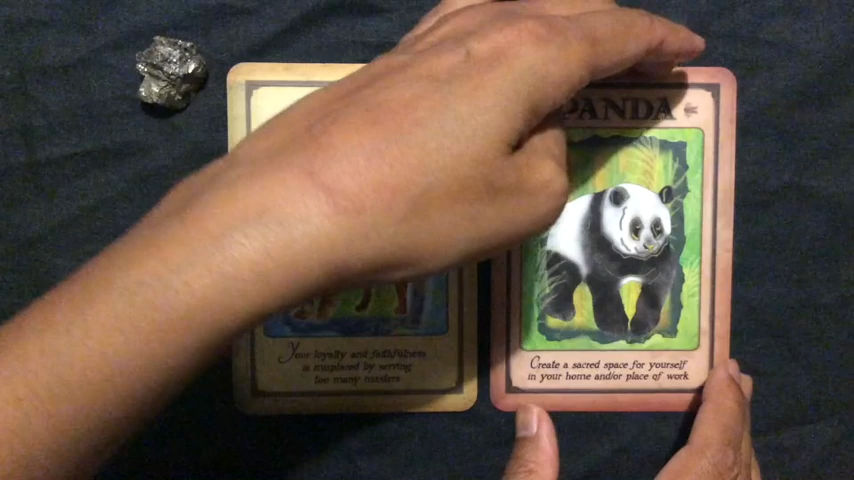 PANDA
Your loyalty and faithfulness
is misplaced by serving
too many masters
Create a sacred space for yourself
in your home and/or place of work